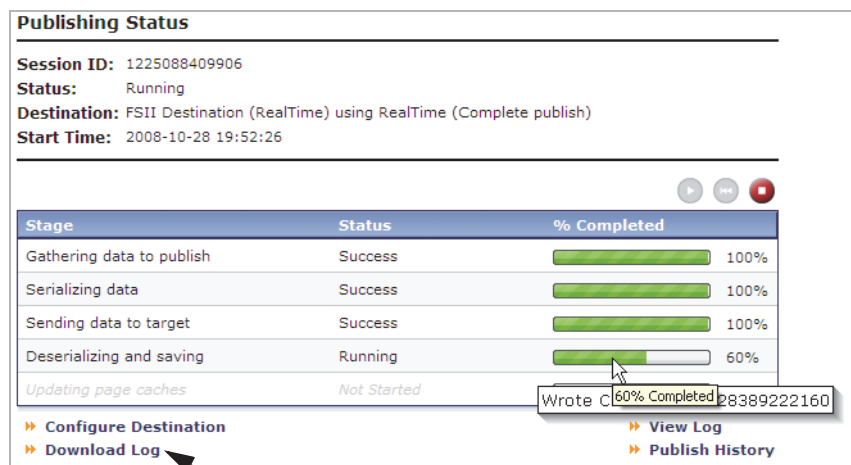 Publishing Status
Session ID: 1225088409906
Status: Running
Destination: FSII Destination (RealTime) using RealTime (Complete publish)
Start Time: 2008-10-28 19:52:26
Stage Status % Completed
Gathering data to publish Success 100%
Serializing data Success 100%
Sending data to target Success 100%
Deserializing and saving Running 60%
Updating page caches Not Started
Wrote 60% Completed 28389222160
Configure Destination View Log
Download Log Publish History